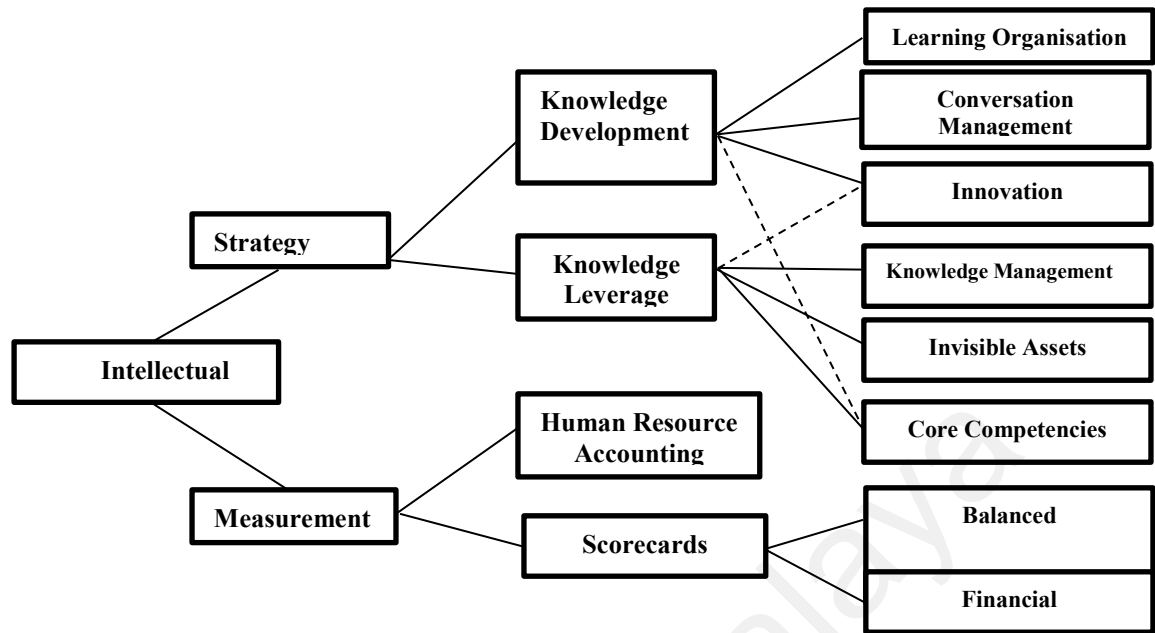 Learning Organisation
Knowledge
Development
Conversation
Management
Innovation
Strategy
Knowledge
Leverage
Knowledge Management
Invisible Assets
Intellectual
Core Competencies
Human Resource
Accounting
Measurement
Scorecards
Balanced
Financial